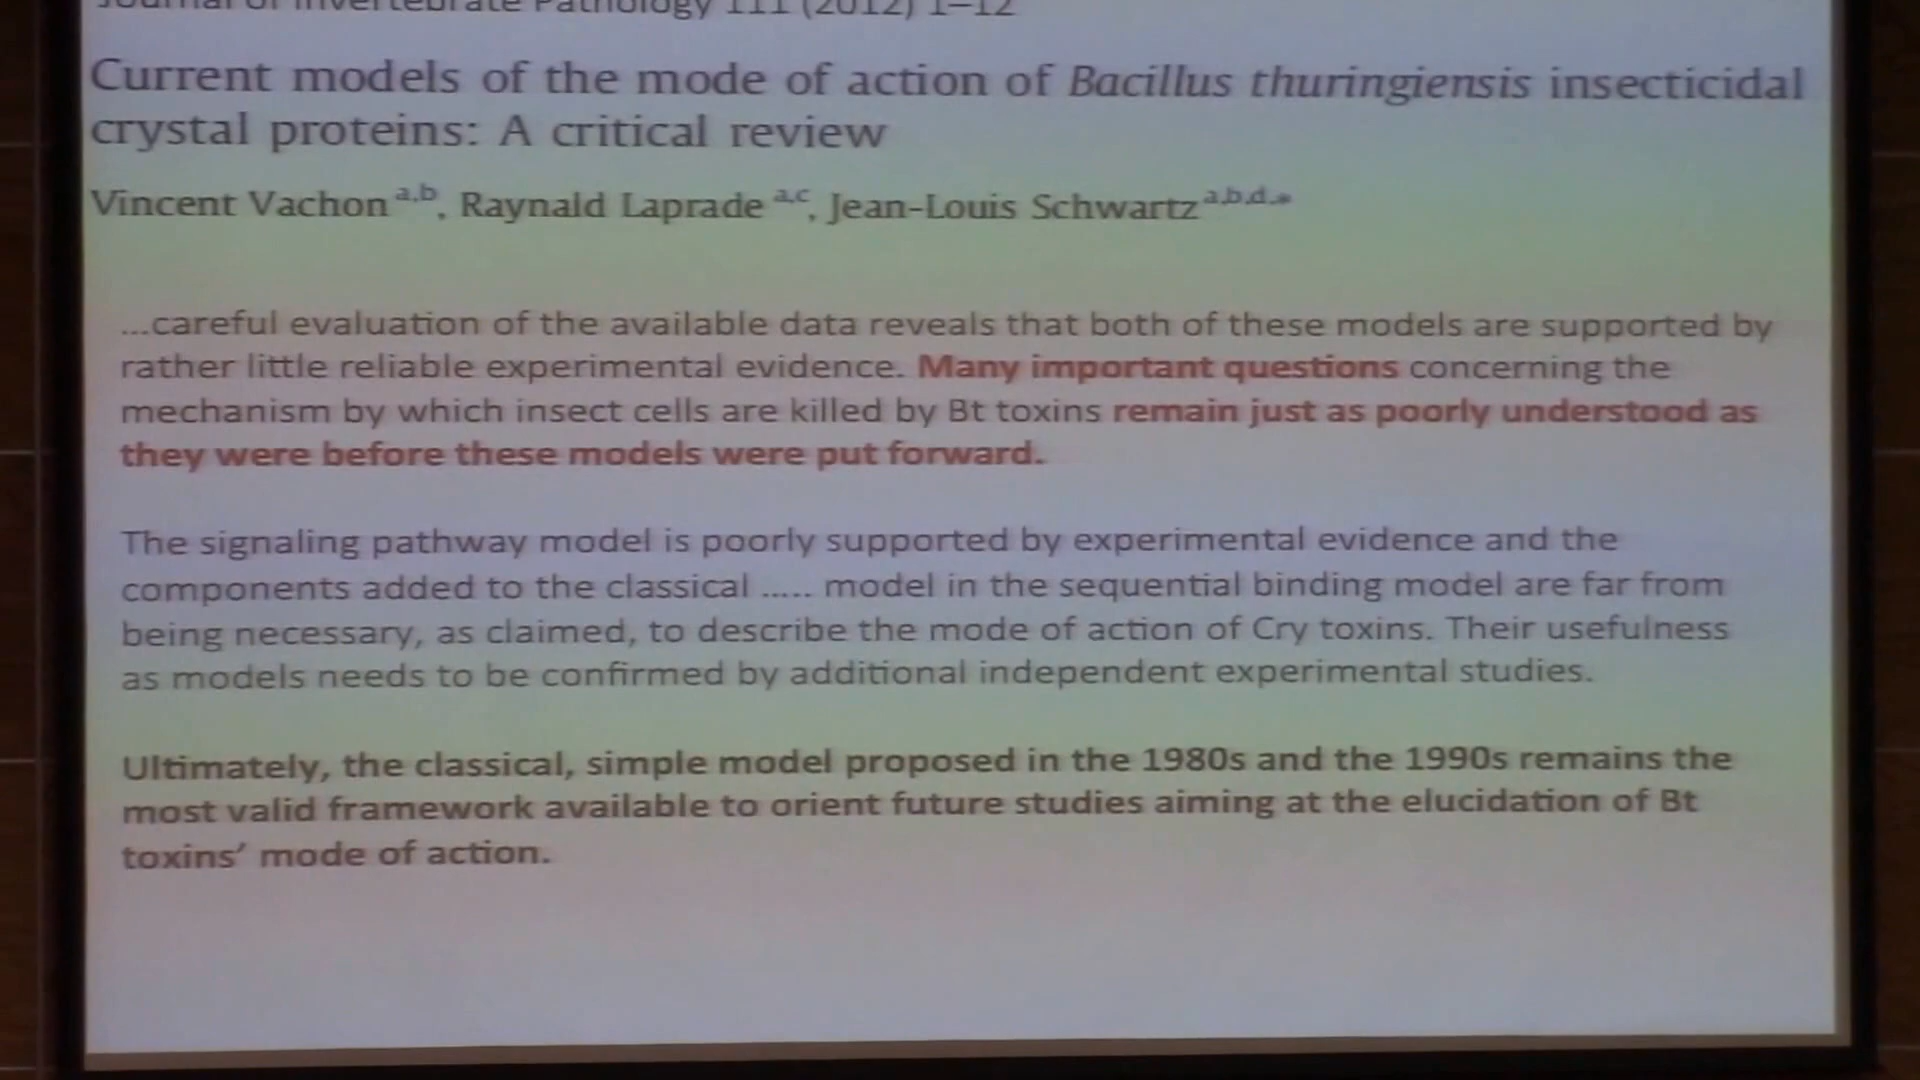 Journal of Invertebrate Pathology 111 (2012) 1–12
Current models of the mode of action of Bacillus thuringiensis insecticidal
crystal proteins: A critical review
Vincent Vachon a,b, Raynald Laprade a,c, Jean-Louis Schwartz a,b,d,*
...careful evaluation of the available data reveals that both of these models are supported by
rather little reliable experimental evidence. Many important questions concerning the
mechanism by which insect cells are killed by Bt toxins remain just as poorly understood as
they were before these models were put forward.
The signaling pathway model is poorly supported by experimental evidence and the
components added to the classical ..... model in the sequential binding model are far from
being necessary, as claimed, to describe the mode of action of Cry toxins. Their usefulness
as models needs to be confirmed by additional independent experimental studies.
Ultimately, the classical, simple model proposed in the 1980s and the 1990s remains the
most valid framework available to orient future studies aiming at the elucidation of Bt
toxins’ mode of action.